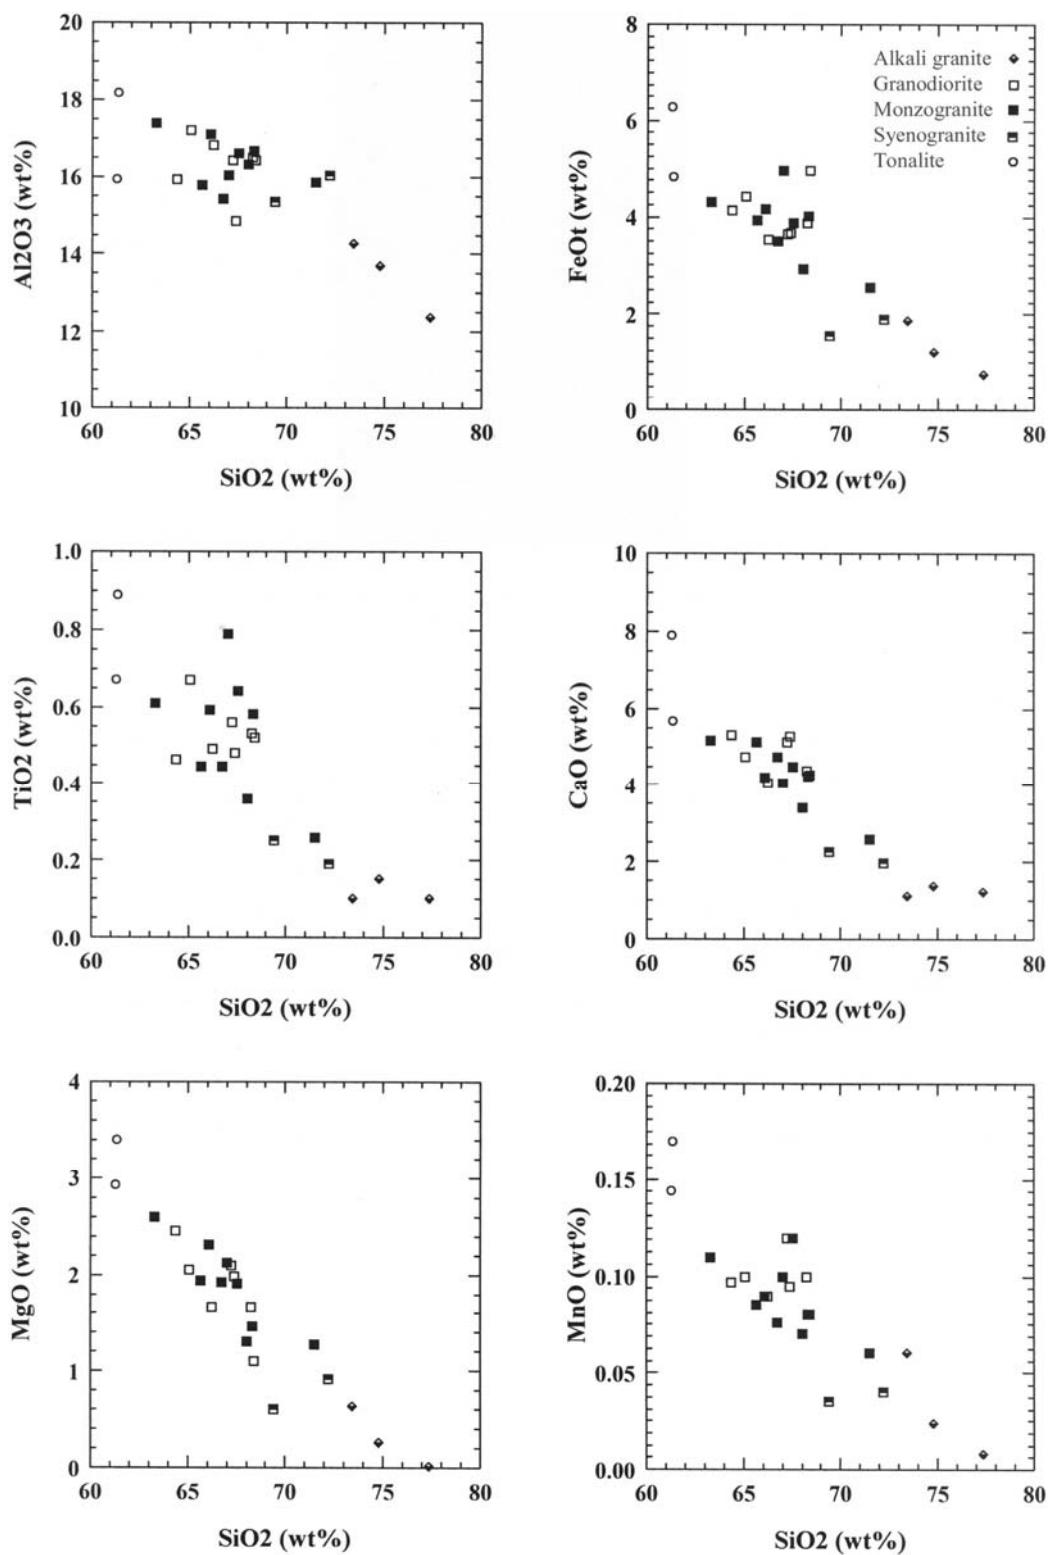 20
18
16
14
12
10
Al2O3 (wt%)
60 65 70 75 80
SiO2 (wt%)
8
6
4
2
0
FeOt (wt%)
Alkali granite
Granodiorite
Monzogranite
Syenogranite
Tonalite
60 65 70 75 80
SiO2 (wt%)
1.0
0.8
0.6
0.4
0.2
0.0
TiO2 (wt%)
60 65 70 75 80
SiO2 (wt%)
10
8
6
4
2
0
CaO (wt%)
60 65 70 75 80
SiO2 (wt%)
4
3
2
1
0
MgO (wt%)
60 65 70 75 80
SiO2 (wt%)
0.20
0.15
0.10
0.05
0.00
MnO (wt%)
60 65 70 75 80
SiO2 (wt%)